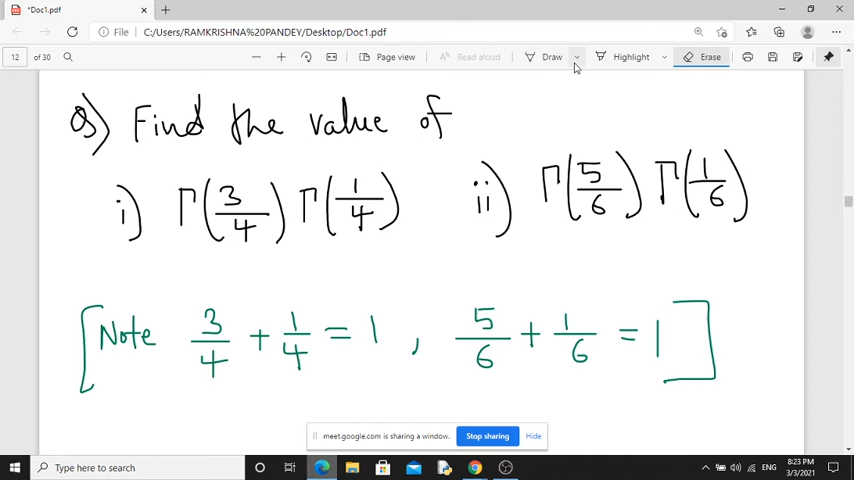 *Doc1.pdf
C:/Users/RAMKRISHNA%20PANDEY/Desktop/Doc1.pdf
12 of 30 Page view Read aloud Draw Highlight Erase
Q) Find the value of
i) Γ(3/4) Γ(1/4) ii) Γ(5/6) Γ(1/6)
[Note 3/4 + 1/4 = 1 , 5/6 + 1/6 = 1]
meet.google.com is sharing a window. Stop sharing Hide
Type here to search
ENG
8:23 PM
3/3/2021